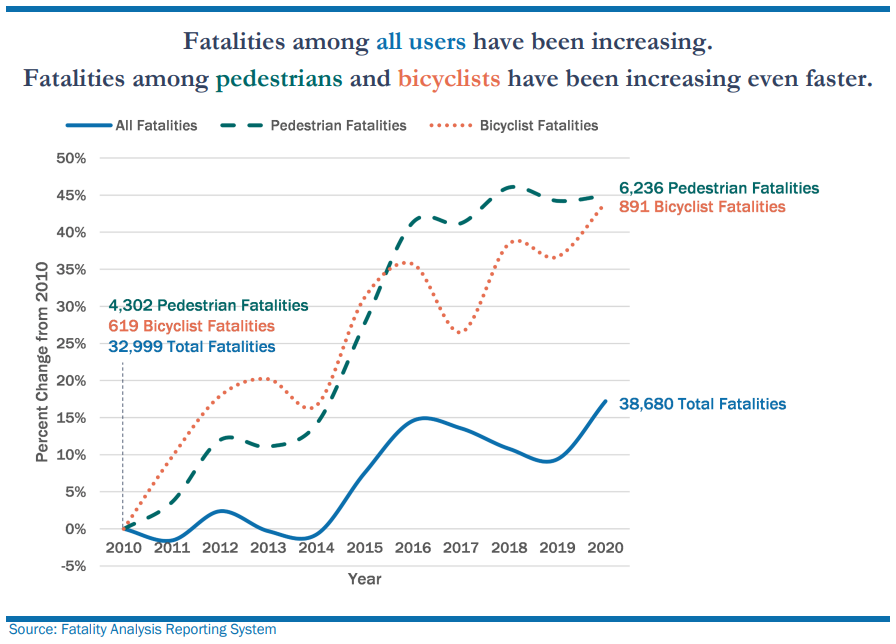 Fatalities among all users have been increasing.
Fatalities among pedestrians and bicyclists have been increasing even faster.
All Fatalities
Pedestrian Fatalities
Bicyclist Fatalities
50%
45%
40%
35%
30%
25%
20%
15%
10%
5%
0%
-5%
Percent Change from 2010
4,302 Pedestrian Fatalities
619 Bicyclist Fatalities
32,999 Total Fatalities
6,236 Pedestrian Fatalities
891 Bicyclist Fatalities
38,680 Total Fatalities
2010 2011 2012 2013 2014 2015 2016 2017 2018 2019 2020
Year
Source: Fatality Analysis Reporting System